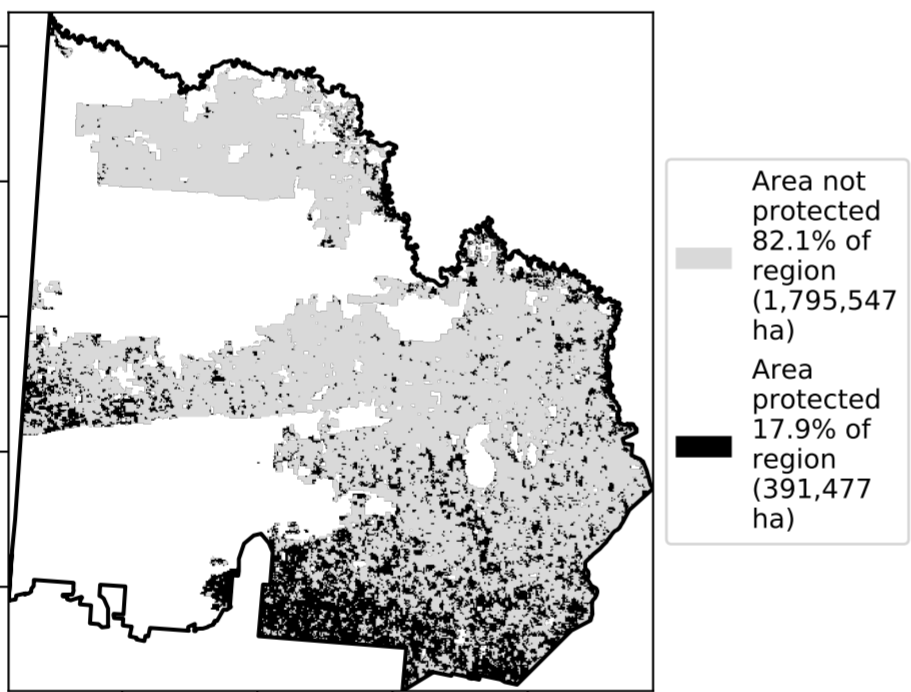 Area not
protected
82.1% of
region
(1,795,547
ha)
Area
protected
17.9% of
region
(391,477
ha)